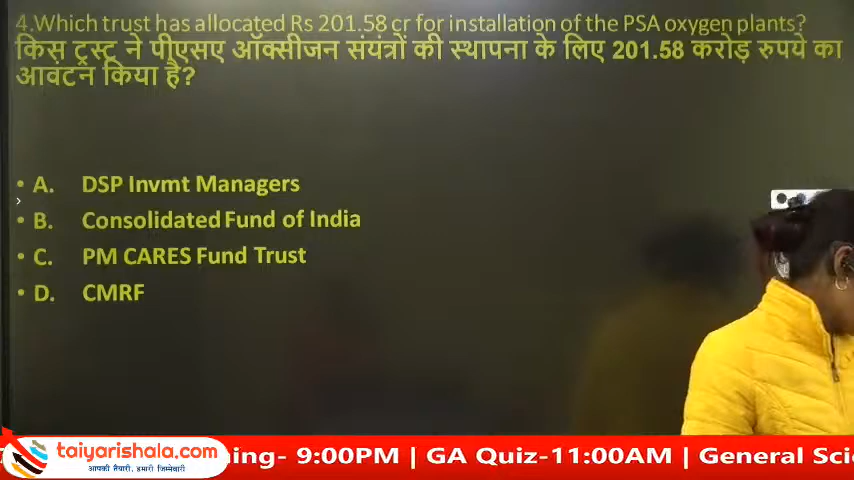 4.Which trust has allocated Rs 201.58 cr for installation of the PSA oxygen plants?
किस ट्रस्ट ने पीएसए ऑक्सीजन संयंत्रों की स्थापना के लिए 201.58 करोड़ रुपये का
आवंटन किया है?
• A. DSP Invmt Managers
• B. Consolidated Fund of India
• C. PM CARES Fund Trust
• D. CMRF
taiyarishala.com
आपकी तैयारी, हमारी जिम्मेवारी
ing- 9:00PM | GA Quiz-11:00AM | General Sci